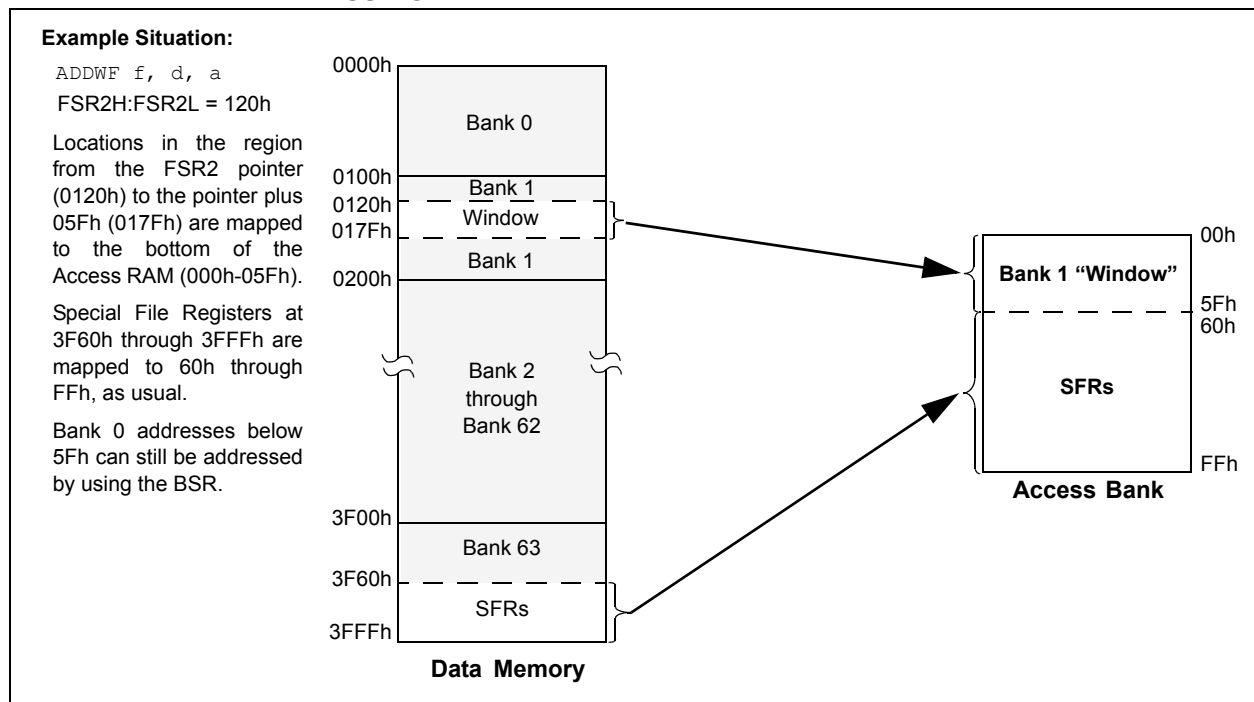 Example Situation:
ADDWF f, d, a
FSR2H:FSR2L = 120h
Locations in the region
from the FSR2 pointer
(0120h) to the pointer plus
05Fh (017Fh) are mapped
to the bottom of the
Access RAM (000h-05Fh).
Special File Registers at
3F60h through 3FFFh are
mapped to 60h through
FFh, as usual.
Bank 0 addresses below
5Fh can still be addressed
by using the BSR.
0000h
Bank 0
0100h
Bank 1
0120h
Window
017Fh
Bank 1
0200h
Bank 2
through
Bank 62
3F00h
Bank 63
3F60h
SFRs
3FFFh
Data Memory
00h
Bank 1 “Window”
5Fh
60h
SFRs
FFh
Access Bank